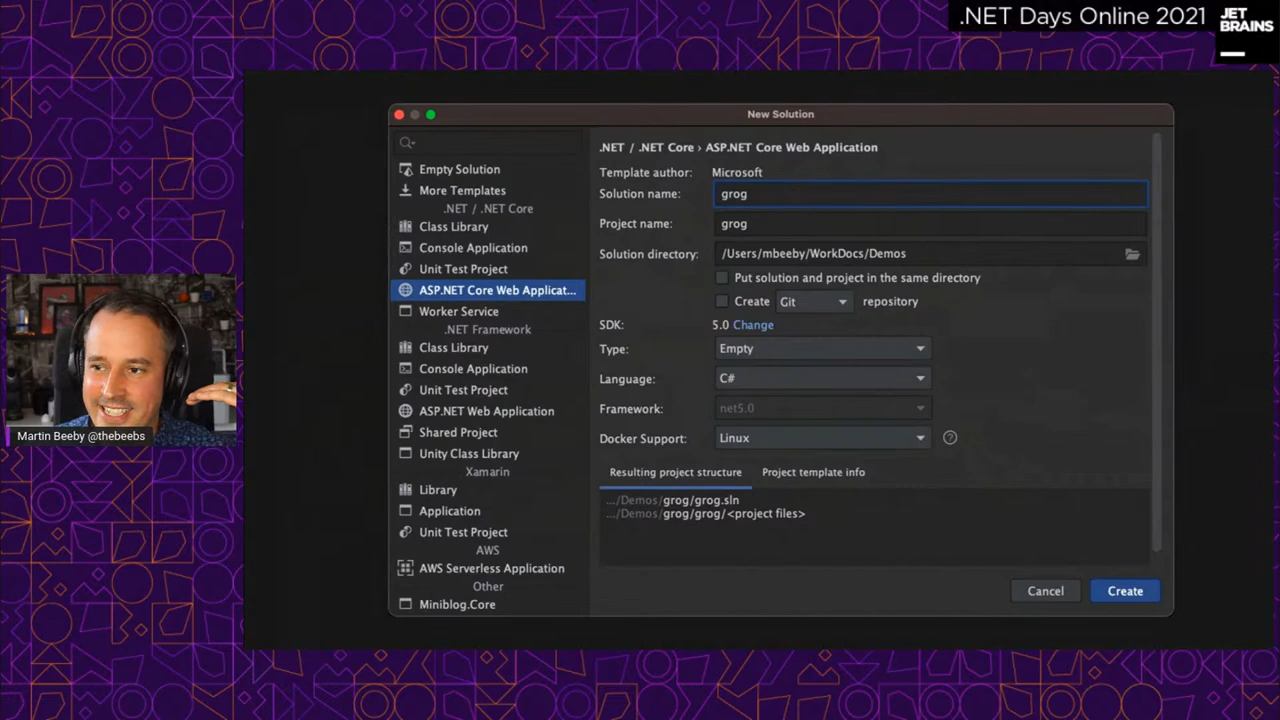 .NET Days Online 2021
JET
BRAINS
New Solution
Empty Solution
More Templates
.NET / .NET Core
Class Library
Console Application
Unit Test Project
ASP.NET Core Web Applicat...
Worker Service
.NET Framework
Class Library
Console Application
Unit Test Project
ASP.NET Web Application
Shared Project
Unity Class Library
Xamarin
Library
Application
Unit Test Project
AWS
AWS Serverless Application
Other
Miniblog.Core
.NET / .NET Core › ASP.NET Core Web Application
Template author: Microsoft
Solution name: grog
Project name: grog
Solution directory: /Users/mbeeby/WorkDocs/Demos
Put solution and project in the same directory
Create Git repository
SDK: 5.0 Change
Type: Empty
Language: C#
Framework: net5.0
Docker Support: Linux ?
Resulting project structure Project template info
.../Demos/grog/grog.sln
.../Demos/grog/grog/<project files>
Cancel Create
Martin Beeby @thebeebs